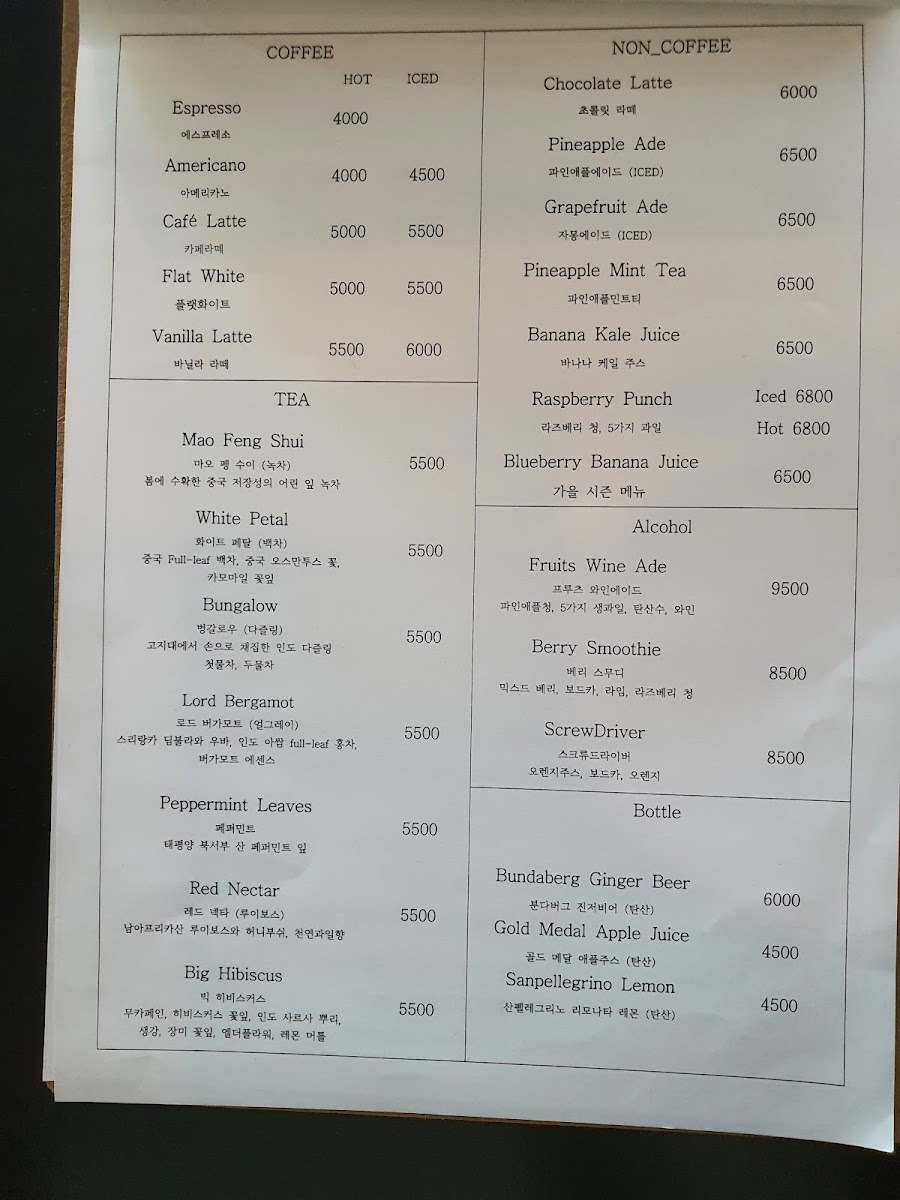 COFFEE
HOT ICED
Espresso 4000
에스프레소
Americano 4000 4500
아메리카노
Café Latte 5000 5500
카페라떼
Flat White 5000 5500
플랫화이트
Vanilla Latte 5500 6000
바닐라 라떼
TEA
Mao Feng Shui
마오 펭 수이 (녹차) 5500
봄에 수확한 중국 저장성의 어린 잎 녹차
White Petal
화이트 페탈 (백차) 5500
중국 Full-leaf 백차, 중국 오스만투스 꽃,
카모마일 꽃잎
Bungalow
벙갈로우 (다즐링) 5500
고지대에서 손으로 채집한 인도 다즐링
첫물차, 두물차
Lord Bergamot
로드 버가모트 (얼그레이) 5500
스리랑카 딤불라와 우바, 인도 아쌈 full-leaf 홍차,
버가모트 에센스
Peppermint Leaves
페퍼민트 5500
태평양 북서부 산 페퍼민트 잎
Red Nectar
레드 넥타 (루이보스) 5500
남아프리카산 루이보스와 허니부쉬, 천연과일향
Big Hibiscus
빅 히비스커스
무카페인, 히비스커스 꽃잎, 인도 사르사 뿌리, 5500
생강, 장미 꽃잎, 엘더플라워, 레몬 머틀
NON_COFFEE
Chocolate Latte 6000
초콜릿 라떼
Pineapple Ade 6500
파인애플에이드 (ICED)
Grapefruit Ade 6500
자몽에이드 (ICED)
Pineapple Mint Tea 6500
파인애플민트티
Banana Kale Juice 6500
바나나 케일 주스
Raspberry Punch Iced 6800
라즈베리 청, 5가지 과일 Hot 6800
Blueberry Banana Juice 6500
가을 시즌 메뉴
Alcohol
Fruits Wine Ade
프루츠 와인에이드 9500
파인애플청, 5가지 생과일, 탄산수, 와인
Berry Smoothie
베리 스무디 8500
믹스드 베리, 보드카, 라임, 라즈베리 청
ScrewDriver
스크류드라이버 8500
오렌지주스, 보드카, 오렌지
Bottle
Bundaberg Ginger Beer 6000
분다버그 진저비어 (탄산)
Gold Medal Apple Juice 4500
골드 메달 애플주스 (탄산)
Sanpellegrino Lemon 4500
산펠레그리노 리모나타 레몬 (탄산)